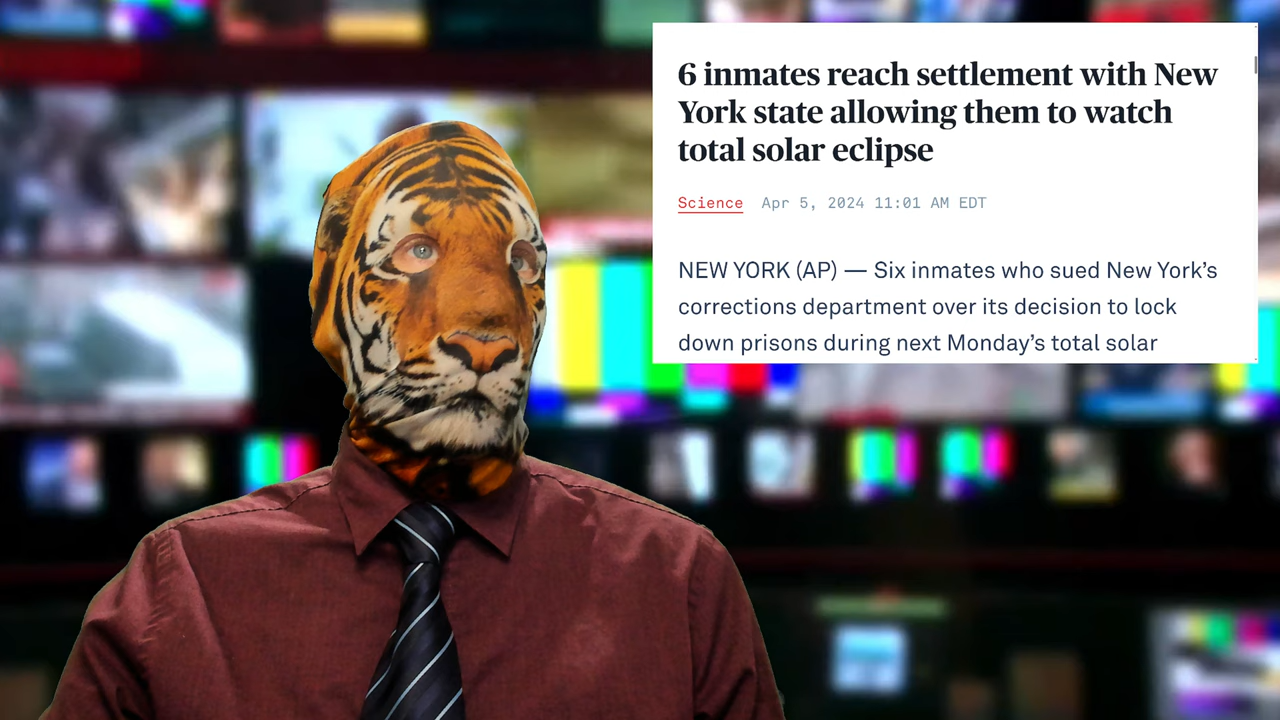 6 inmates reach settlement with New
York state allowing them to watch
total solar eclipse
Science Apr 5, 2024 11:01 AM EDT
NEW YORK (AP) — Six inmates who sued New York’s
corrections department over its decision to lock
down prisons during next Monday’s total solar